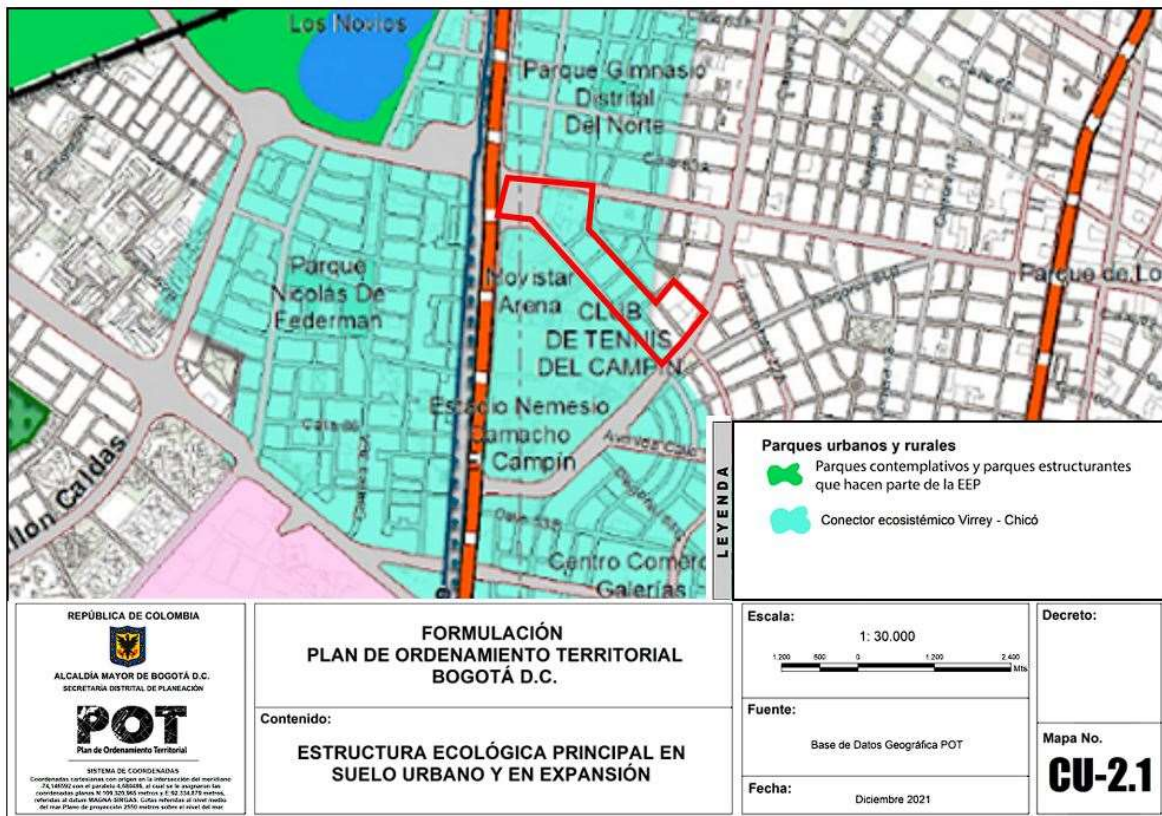 Los Novios
Parque Gimnasio
Distrital
Del Norte
Parque
Nicolás De
Federman
Movistar
Arena
CLUB
DE TENNIS
DEL CAMPIN
Parque de Lo
Estadio Nemesio
Camacho
Campín
llon Caldas
Centro Comerc
Galerías
LEYENDA
Parques urbanos y rurales
Parques contemplativos y parques estructurantes
que hacen parte de la EEP
Conector ecosistémico Virrey - Chicó
REPÚBLICA DE COLOMBIA
ALCALDÍA MAYOR DE BOGOTÁ D.C.
SECRETARÍA DISTRITAL DE PLANEACIÓN
POT
Plan de Ordenamiento Territorial
SISTEMA DE COORDENADAS
FORMULACIÓN
PLAN DE ORDENAMIENTO TERRITORIAL
BOGOTÁ D.C.
Contenido:
ESTRUCTURA ECOLÓGICA PRINCIPAL EN
SUELO URBANO Y EN EXPANSIÓN
Escala:
1: 30.000
1.200 600 0 1.200 2.400
Mts
Fuente:
Base de Datos Geográfica POT
Fecha:
Diciembre 2021
Decreto:
Mapa No.
CU-2.1